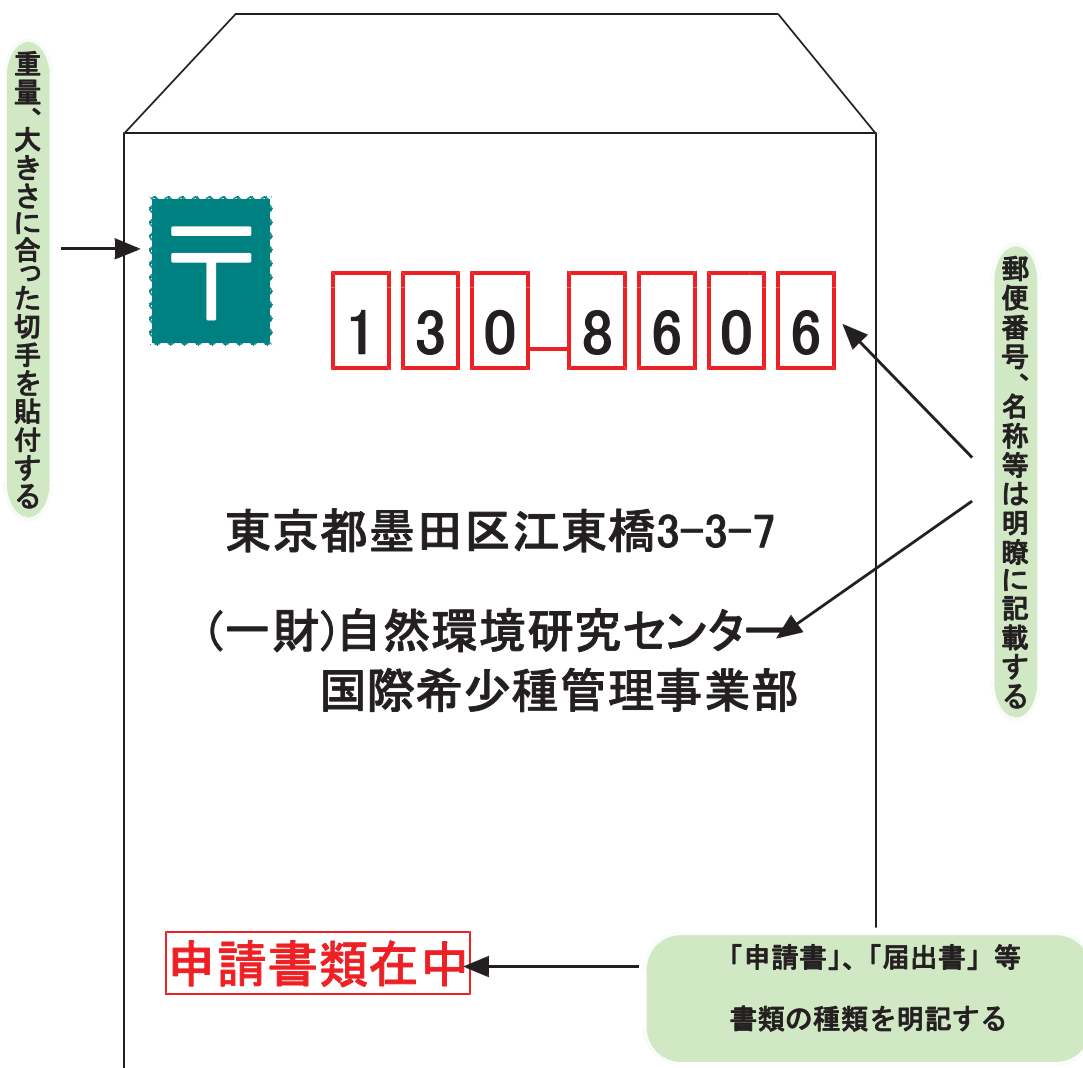 重量、大きさに合った切手を貼付する
〒
130-8606
郵便番号、名称等は明瞭に記載する
東京都墨田区江東橋3-3-7
(一財)自然環境研究センター
国際希少種管理事業部
申請書類在中
「申請書」、「届出書」等
書類の種類を明記する